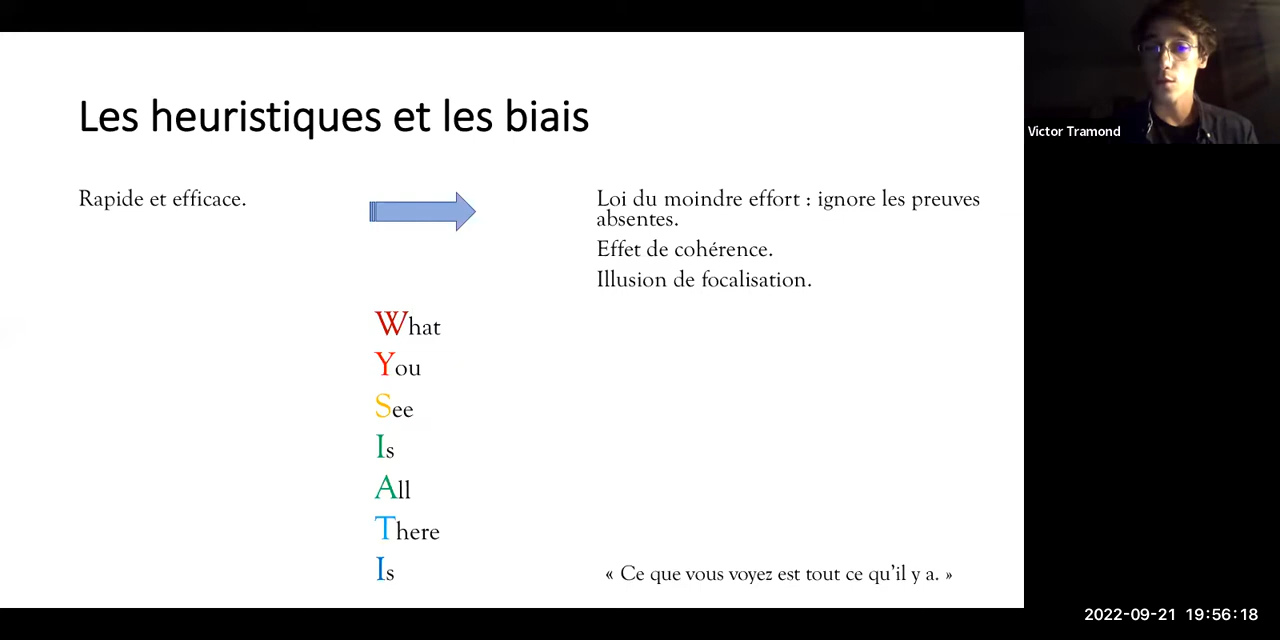 Les heuristiques et les biais
Rapide et efficace.
Loi du moindre effort : ignore les preuves
absentes.
Effet de cohérence.
Illusion de focalisation.
What
You
See
Is
All
There
Is
« Ce que vous voyez est tout ce qu'il y a. »
Victor Tramond
2022-09-21 19:56:18